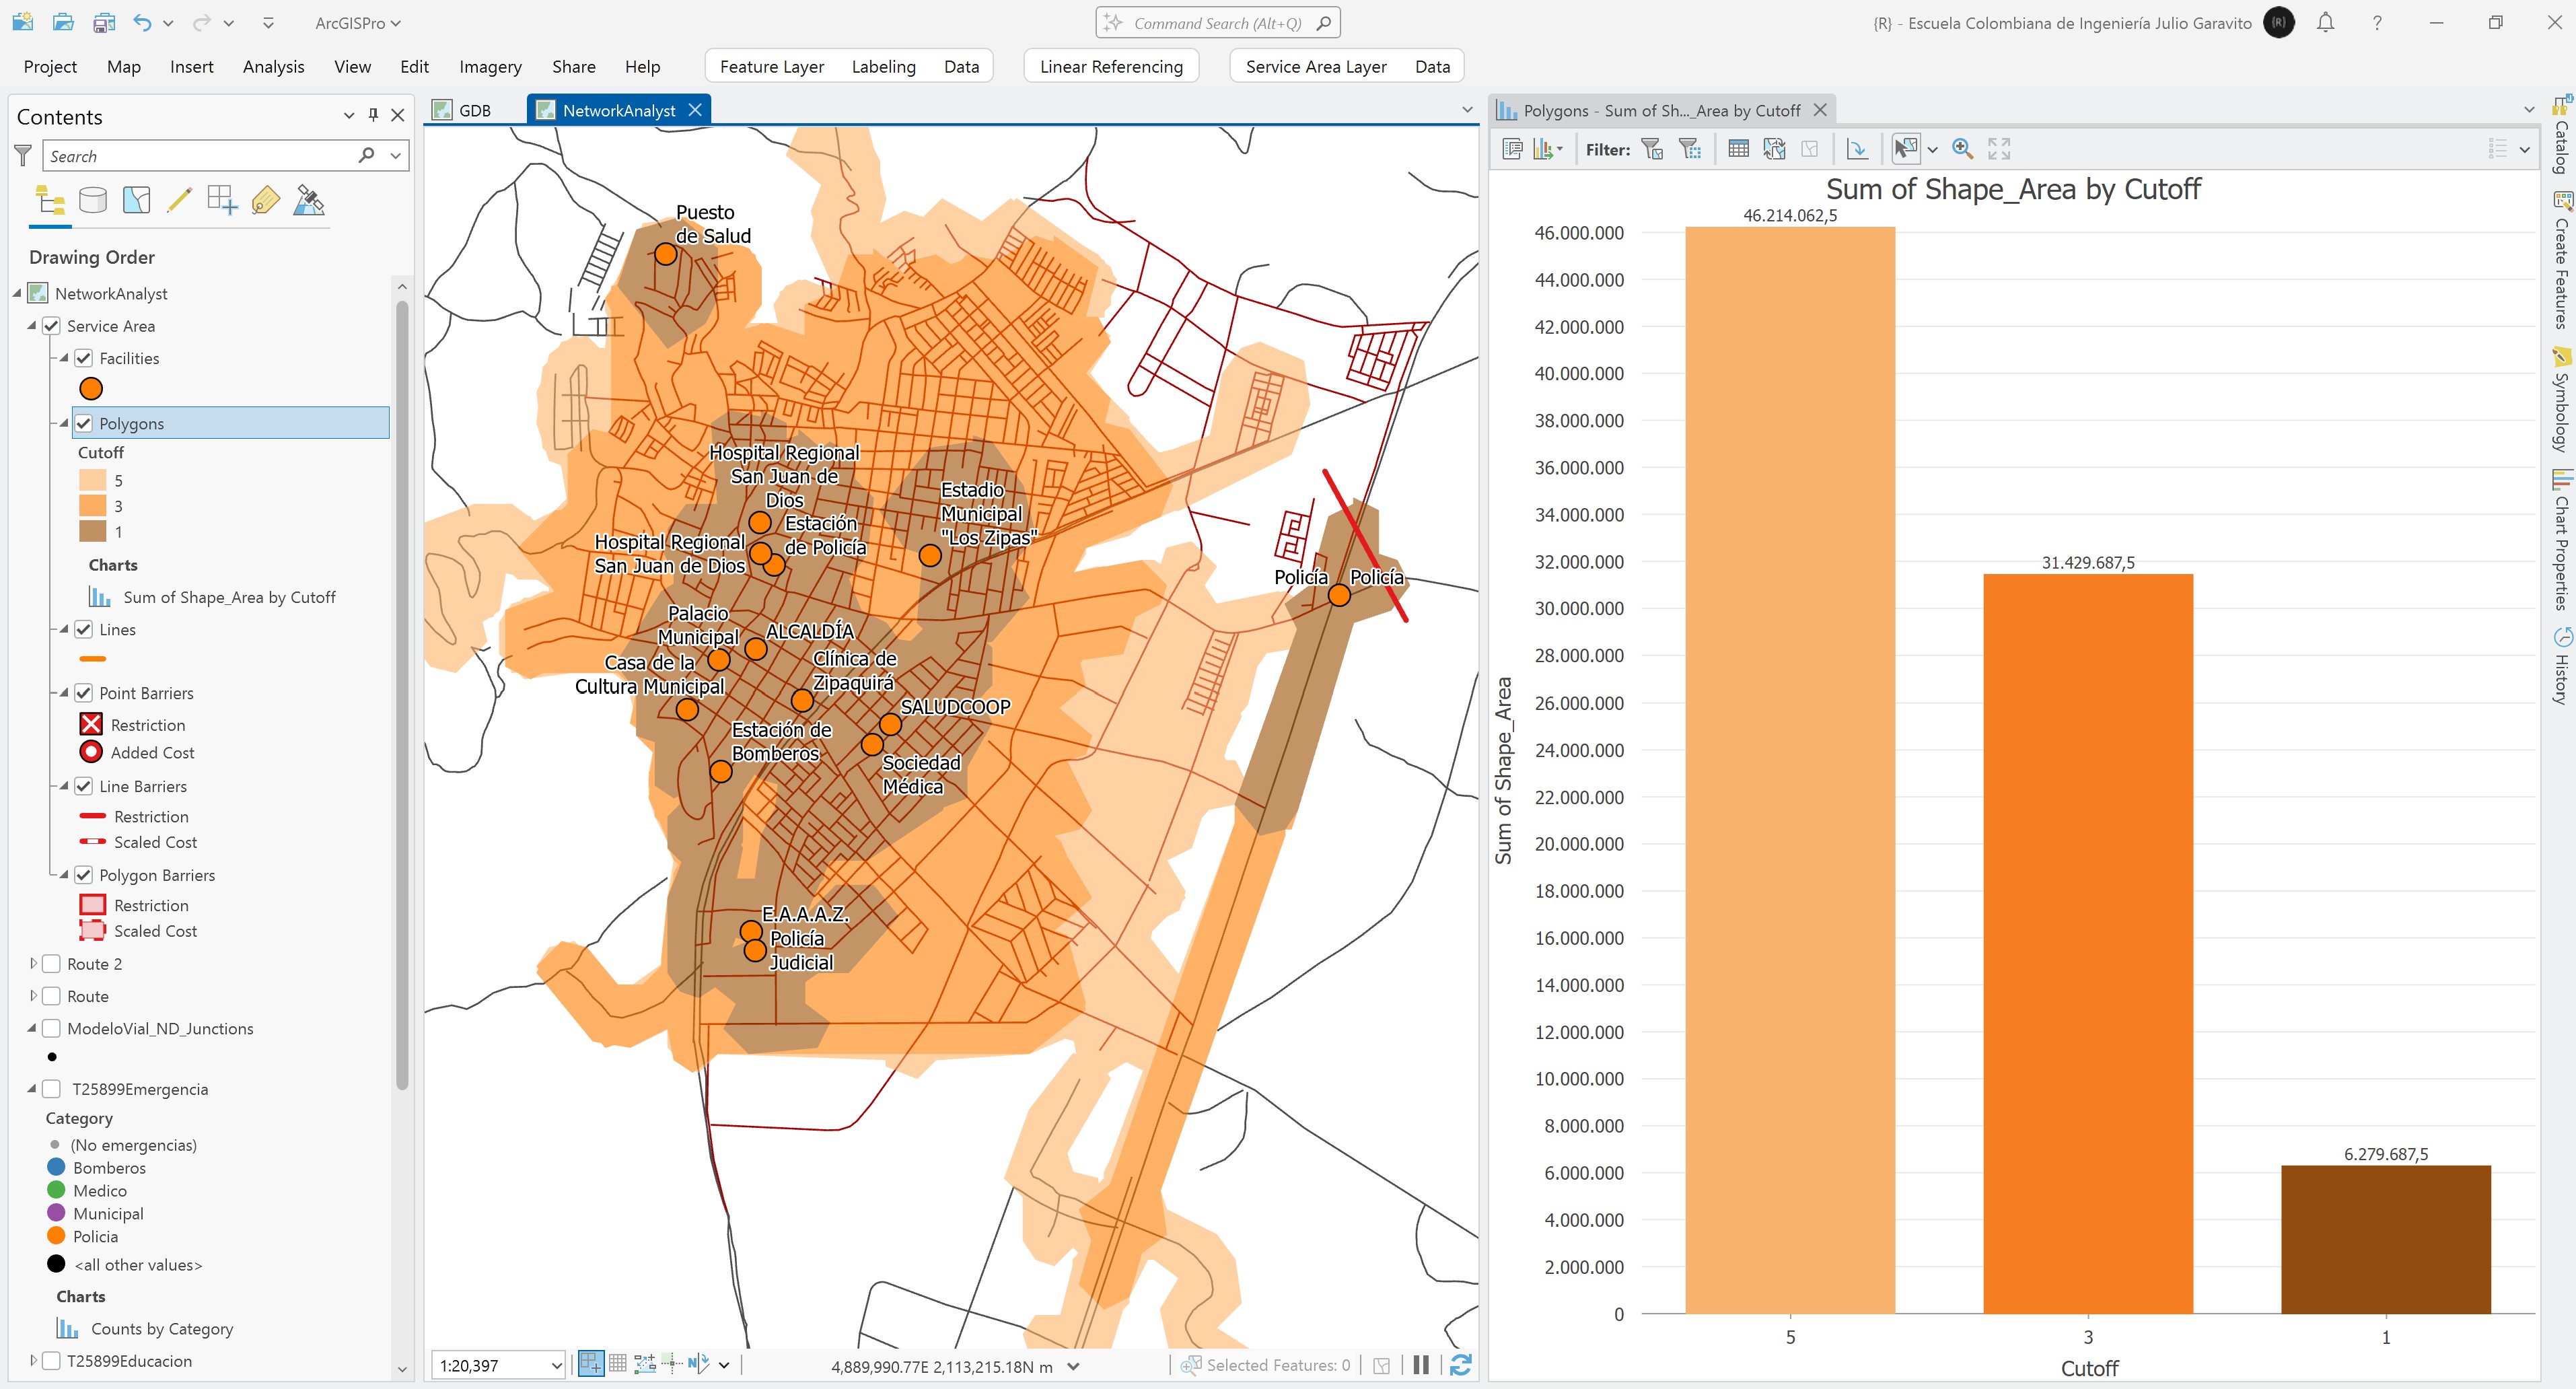 ArcGISPro
Command Search (Alt+Q)
{R} - Escuela Colombiana de Ingeniería Julio Garavito
{R}
?
Project
Map
Insert
Analysis
View
Edit
Imagery
Share
Help
Feature Layer
Labeling
Data
Linear Referencing
Service Area Layer
Data
Contents
Search
Drawing Order
NetworkAnalyst
Service Area
Facilities
Polygons
Cutoff
5
3
1
Charts
Sum of Shape_Area by Cutoff
Lines
Point Barriers
Restriction
Added Cost
Line Barriers
Restriction
Scaled Cost
Polygon Barriers
Restriction
Scaled Cost
Route 2
Route
ModeloVial_ND_Junctions
T25899Emergencia
Category
(No emergencias)
Bomberos
Medico
Municipal
Policia
<all other values>
Charts
Counts by Category
T25899Educacion
GDB
NetworkAnalyst
Puesto
de Salud
Hospital Regional
San Juan de
Dios
Estadio
Municipal
"Los Zipas"
Estación
de Policía
Hospital Regional
San Juan de Dios
Policía
Policía
Palacio
Municipal
ALCALDÍA
Casa de la
Cultura Municipal
Clínica de
Zipaquirá
SALUDCOOP
Estación de
Bomberos
Sociedad
Médica
E.A.A.A.Z.
Policía
Judicial
1:20,397
4,889,990.77E 2,113,215.18N m
Selected Features: 0
Polygons - Sum of Sh..._Area by Cutoff
Filter:
Sum of Shape_Area by Cutoff
46.214.062,5
31.429.687,5
6.279.687,5
46.000.000
44.000.000
42.000.000
40.000.000
38.000.000
36.000.000
34.000.000
32.000.000
30.000.000
28.000.000
26.000.000
24.000.000
22.000.000
20.000.000
18.000.000
16.000.000
14.000.000
12.000.000
10.000.000
8.000.000
6.000.000
4.000.000
2.000.000
0
Sum of Shape_Area
5
3
1
Cutoff
Catalog
Create Features
Symbology
Chart Properties
History